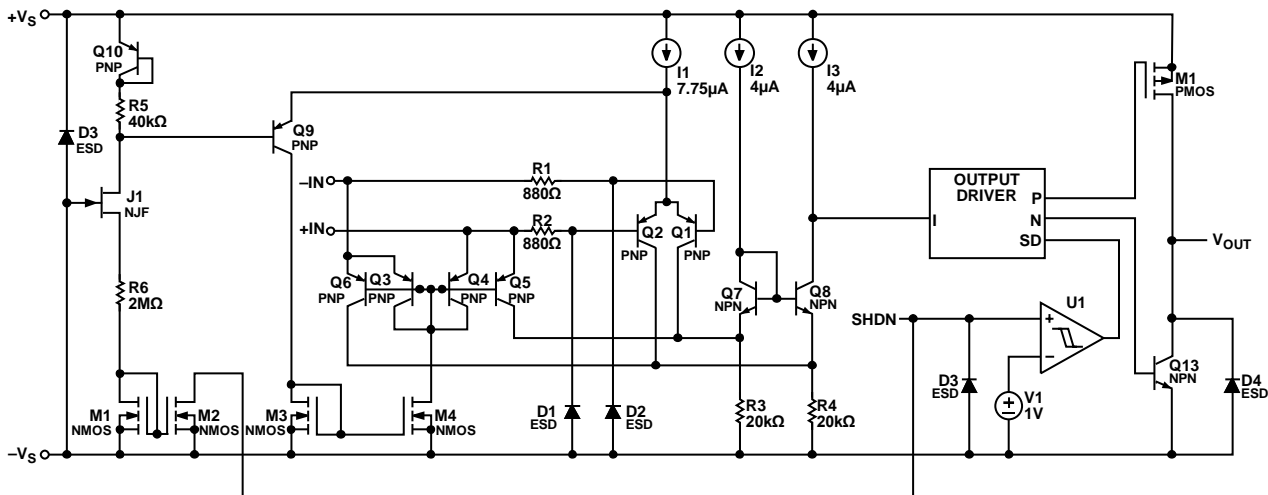 +VS
Q10
PNP
R5
40kΩ
D3
ESD
J1
NJF
R6
2MΩ
M1
NMOS
M2
NMOS
–VS
Q9
PNP
–IN
+IN
R1
880Ω
R2
880Ω
Q6
PNP
Q3
PNP
Q4
PNP
Q5
PNP
M3
NMOS
M4
NMOS
D1
ESD
D2
ESD
I1
7.75µA
I2
4µA
I3
4µA
Q2
PNP
Q1
PNP
Q7
NPN
Q8
NPN
R3
20kΩ
R4
20kΩ
OUTPUT
DRIVER
I
P
N
SD
M1
PMOS
VOUT
SHDN
U1
+
–
D3
ESD
V1
1V
Q13
NPN
D4
ESD